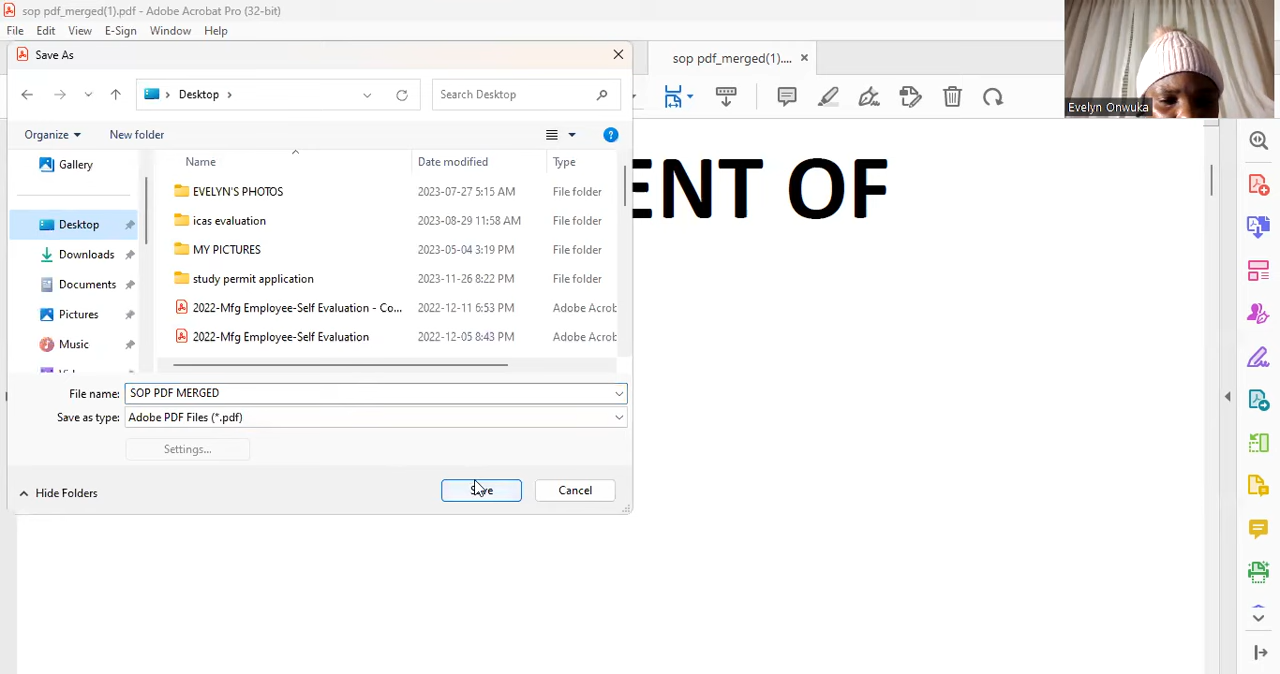 sop pdf_merged(1).pdf - Adobe Acrobat Pro (32-bit)
File Edit View E-Sign Window Help
Save As
sop pdf_merged(1)....
Desktop
Search Desktop
Evelyn Onwuka
Organize New folder
Gallery
Name Date modified Type
ENT OF
EVELYN'S PHOTOS 2023-07-27 5:15 AM File folder
Desktop
icas evaluation 2023-08-29 11:58 AM File folder
Downloads
MY PICTURES 2023-05-04 3:19 PM File folder
Documents
study permit application 2023-11-26 8:22 PM File folder
Pictures
2022-Mfg Employee-Self Evaluation - Co... 2022-12-11 6:53 PM Adobe Acrob
Music
2022-Mfg Employee-Self Evaluation 2022-12-05 8:43 PM Adobe Acrob
File name: SOP PDF MERGED
Save as type: Adobe PDF Files (*.pdf)
Settings...
Hide Folders
Save Cancel